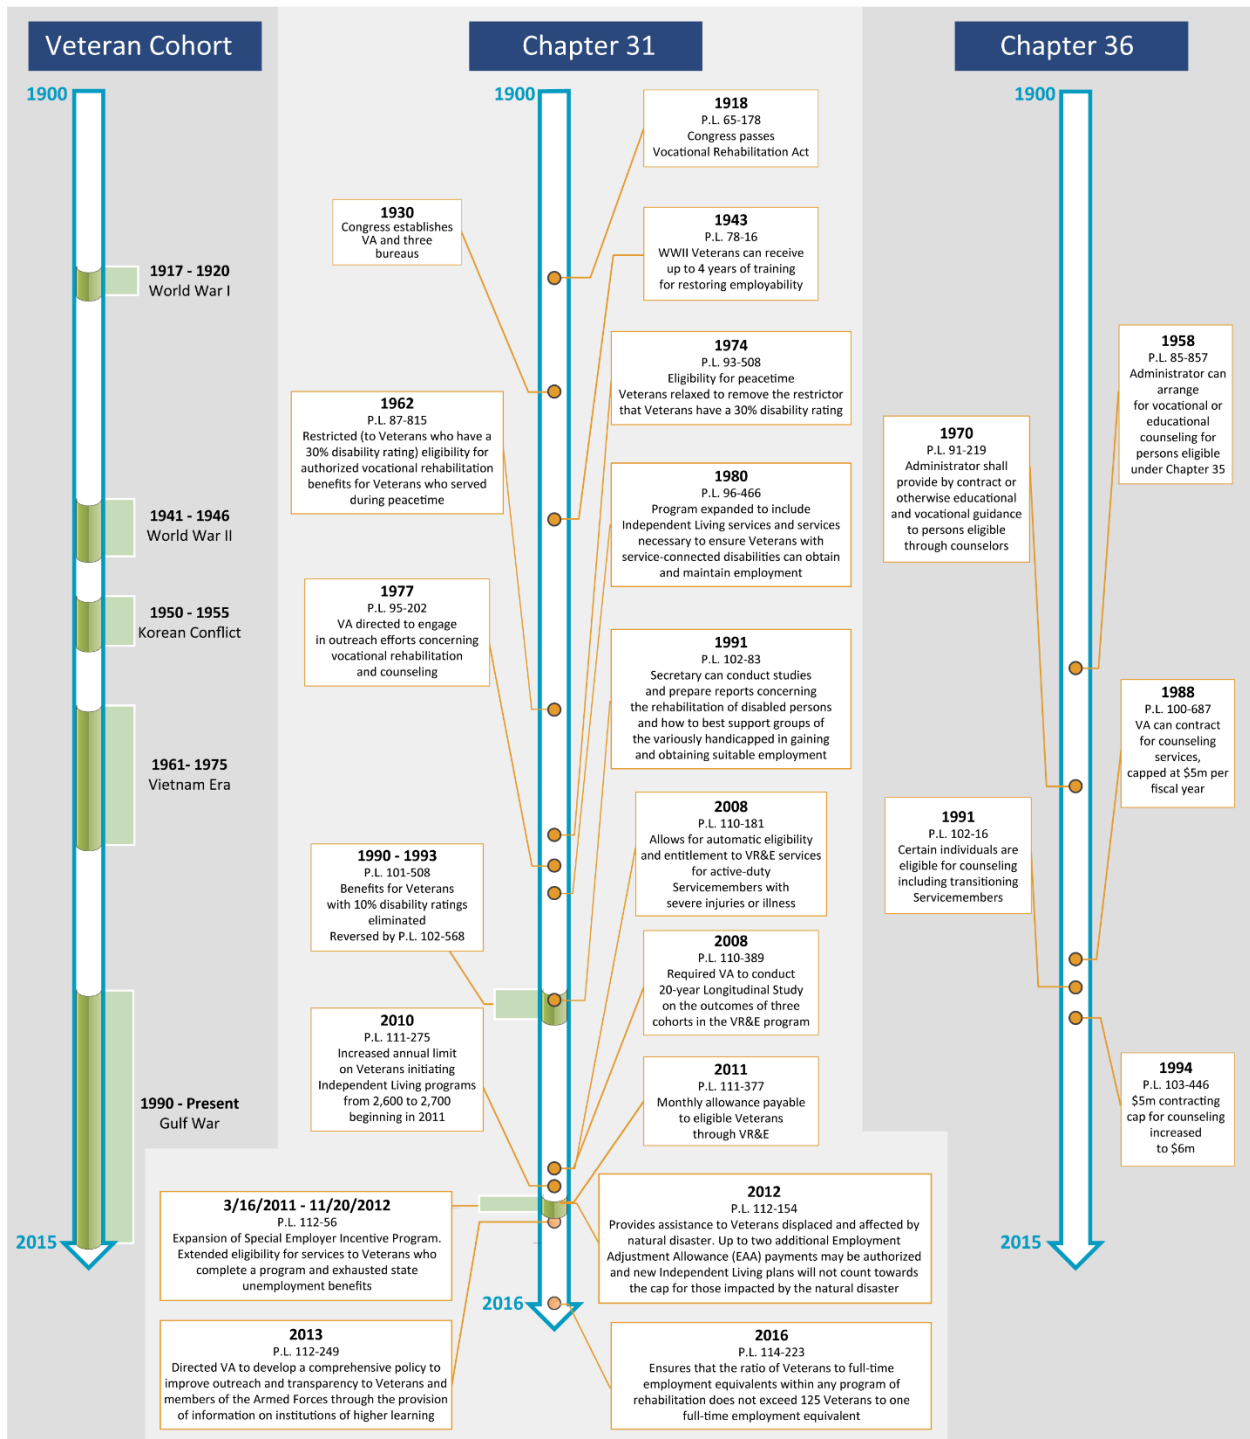 Veteran Cohort
1900
1917 - 1920
World War I
1941 - 1946
World War II
1950 - 1955
Korean Conflict
1961- 1975
Vietnam Era
1990 - Present
Gulf War
2015
Chapter 31
1900
1918
P.L. 65-178
Congress passes
Vocational Rehabilitation Act
1930
Congress establishes
VA and three
bureaus
1943
P.L. 78-16
WWII Veterans can receive
up to 4 years of training
for restoring employability
1974
P.L. 93-508
Eligibility for peacetime
Veterans relaxed to remove the restrictor
that Veterans have a 30% disability rating
1962
P.L. 87-815
Restricted (to Veterans who have a
30% disability rating) eligibility for
authorized vocational rehabilitation
benefits for Veterans who served
during peacetime
1980
P.L. 96-466
Program expanded to include
Independent Living services and services
necessary to ensure Veterans with
service-connected disabilities can obtain
and maintain employment
1977
P.L. 95-202
VA directed to engage
in outreach efforts concerning
vocational rehabilitation
and counseling
1991
P.L. 102-83
Secretary can conduct studies
and prepare reports concerning
the rehabilitation of disabled persons
and how to best support groups of
the variously handicapped in gaining
and obtaining suitable employment
2008
P.L. 110-181
Allows for automatic eligibility
and entitlement to VR&E services
for active-duty
Servicemembers with
severe injuries or illness
1990 - 1993
P.L. 101-508
Benefits for Veterans
with 10% disability ratings
eliminated
Reversed by P.L. 102-568
2008
P.L. 110-389
Required VA to conduct
20-year Longitudinal Study
on the outcomes of three
cohorts in the VR&E program
2010
P.L. 111-275
Increased annual limit
on Veterans initiating
Independent Living programs
from 2,600 to 2,700
beginning in 2011
2011
P.L. 111-377
Monthly allowance payable
to eligible Veterans
through VR&E
3/16/2011 - 11/20/2012
P.L. 112-56
Expansion of Special Employer Incentive Program.
Extended eligibility for services to Veterans who
complete a program and exhausted state
unemployment benefits
2012
P.L. 112-154
Provides assistance to Veterans displaced and affected by
natural disaster. Up to two additional Employment
Adjustment Allowance (EAA) payments may be authorized
and new Independent Living plans will not count towards
the cap for those impacted by the natural disaster
2016
2013
P.L. 112-249
Directed VA to develop a comprehensive policy to
improve outreach and transparency to Veterans and
members of the Armed Forces through the provision
of information on institutions of higher learning
2016
P.L. 114-223
Ensures that the ratio of Veterans to full-time
employment equivalents within any program of
rehabilitation does not exceed 125 Veterans to one
full-time employment equivalent
Chapter 36
1900
1958
P.L. 85-857
Administrator can
arrange
for vocational or
educational
counseling for
persons eligible
under Chapter 35
1970
P.L. 91-219
Administrator shall
provide by contract or
otherwise educational
and vocational guidance
to persons eligible
through counselors
1988
P.L. 100-687
VA can contract
for counseling
services,
capped at $5m per
fiscal year
1991
P.L. 102-16
Certain individuals are
eligible for counseling
including transitioning
Servicemembers
1994
P.L. 103-446
$5m contracting
cap for counseling
increased
to $6m
2015